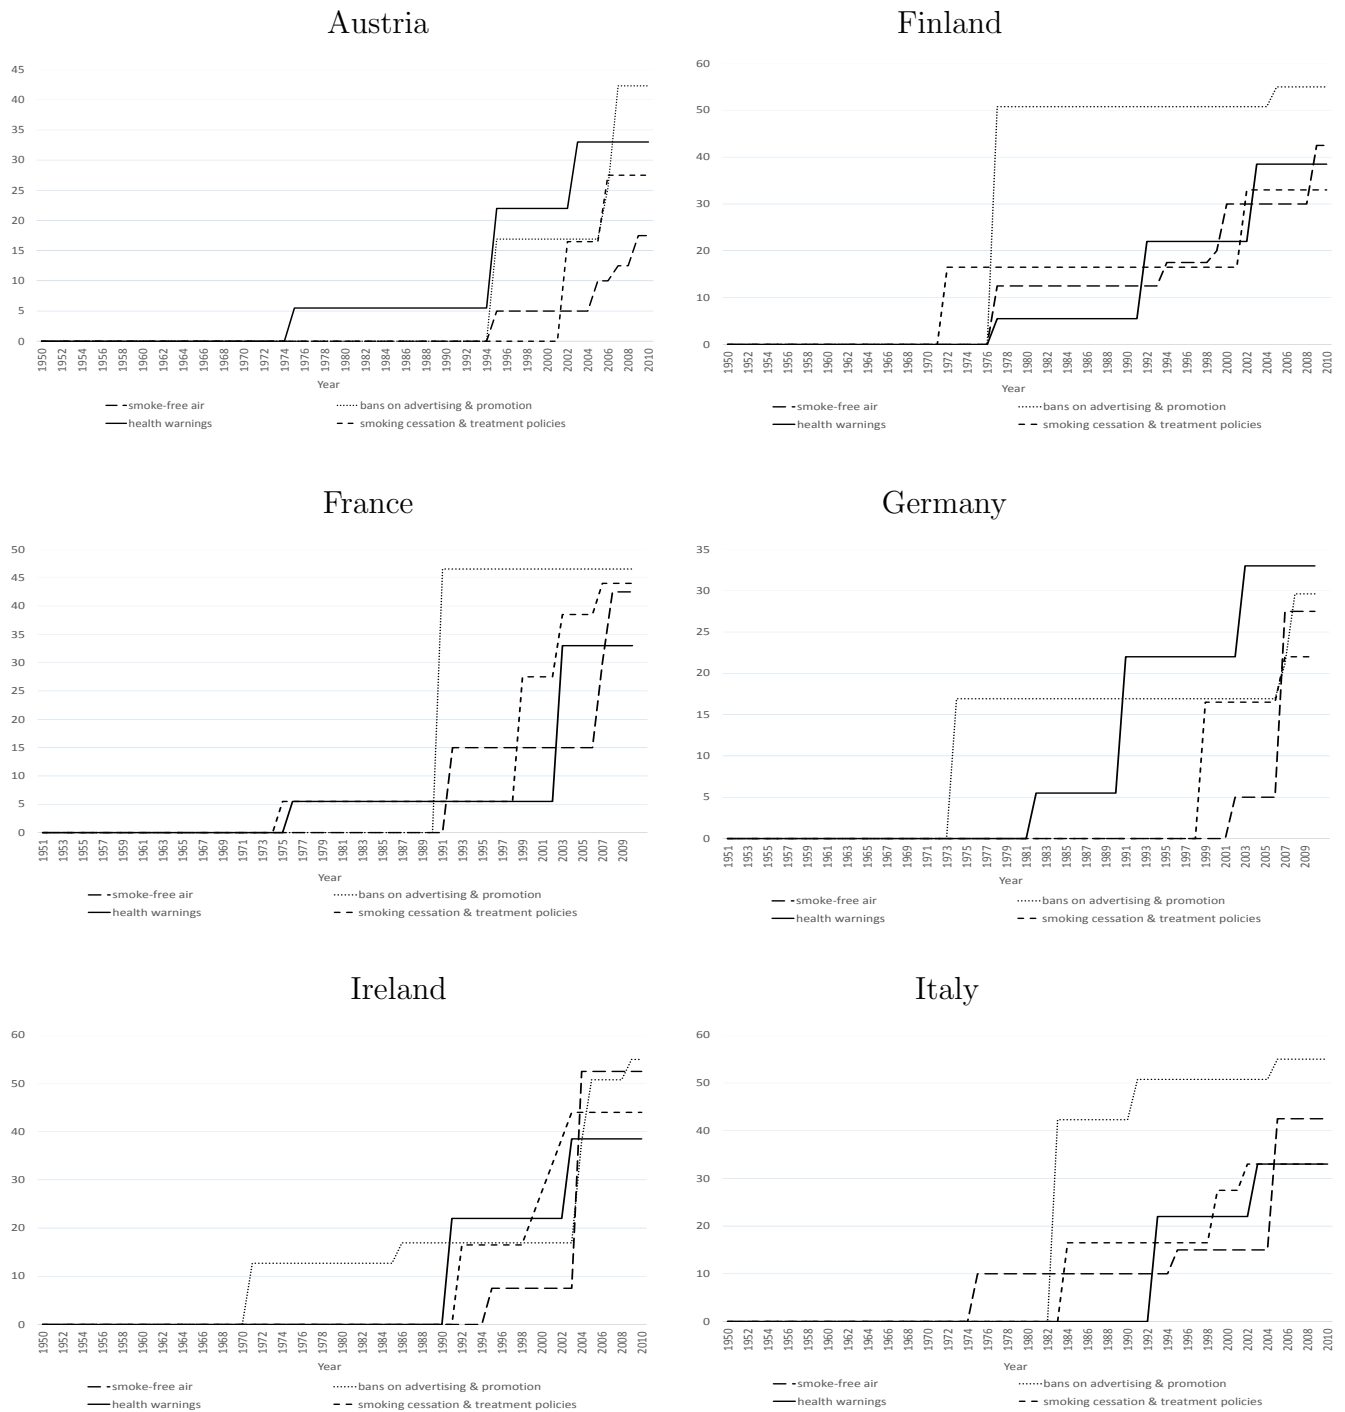 Austria
45
40
35
30
25
20
15
10
5
0
1950 1952 1954 1956 1958 1960 1962 1964 1966 1968 1970 1972 1974 1976 1978 1980 1982 1984 1986 1988 1990 1992 1994 1996 1998 2000 2002 2004 2006 2008 2010
Year
smoke-free air bans on advertising & promotion
health warnings smoking cessation & treatment policies
Finland
60
50
40
30
20
10
0
1950 1952 1954 1956 1958 1960 1962 1964 1966 1968 1970 1972 1974 1976 1978 1980 1982 1984 1986 1988 1990 1992 1994 1996 1998 2000 2002 2004 2006 2008 2010
Year
smoke-free air bans on advertising & promotion
health warnings smoking cessation & treatment policies
France
50
45
40
35
30
25
20
15
10
5
0
1951 1953 1955 1957 1959 1961 1963 1965 1967 1969 1971 1973 1975 1977 1979 1981 1983 1985 1987 1989 1991 1993 1995 1997 1999 2001 2003 2005 2007 2009
Year
smoke-free air bans on advertising & promotion
health warnings smoking cessation & treatment policies
Germany
35
30
25
20
15
10
5
0
1951 1953 1955 1957 1959 1961 1963 1965 1967 1969 1971 1973 1975 1977 1979 1981 1983 1985 1987 1989 1991 1993 1995 1997 1999 2001 2003 2005 2007 2009
Year
smoke-free air bans on advertising & promotion
health warnings smoking cessation & treatment policies
Ireland
60
50
40
30
20
10
0
1950 1952 1954 1956 1958 1960 1962 1964 1966 1968 1970 1972 1974 1976 1978 1980 1982 1984 1986 1988 1990 1992 1994 1996 1998 2000 2002 2004 2006 2008 2010
Year
smoke-free air bans on advertising & promotion
health warnings smoking cessation & treatment policies
Italy
60
50
40
30
20
10
0
1950 1952 1954 1956 1958 1960 1962 1964 1966 1968 1970 1972 1974 1976 1978 1980 1982 1984 1986 1988 1990 1992 1994 1996 1998 2000 2002 2004 2006 2008 2010
Year
smoke-free air bans on advertising & promotion
health warnings smoking cessation & treatment policies